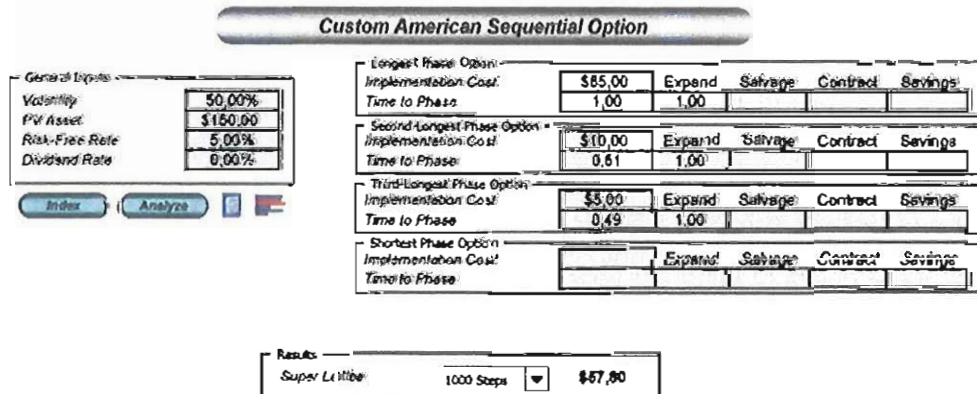 Custom American Sequential Option
General Inputs
Volatility 50,00%
PV Asset $150,00
Risk-Free Rate 5,00%
Dividend Rate 0,00%
Index
Analyze
Longest Phase Option
Implementation Cost $85,00 Expand Salvage Contract Savings
Time to Phase 1,00 1,00
Second Longest Phase Option
Implementation Cost $10,00 Expand Salvage Contract Savings
Time to Phase 0,51 1,00
Third-Longest Phase Option
Implementation Cost $5,00 Expand Salvage Contract Savings
Time to Phase 0,49 1,00
Shortest Phase Option
Implementation Cost Expand Salvage Contract Savings
Time to Phase
Results
Super Lattice 1000 Steps $57,60